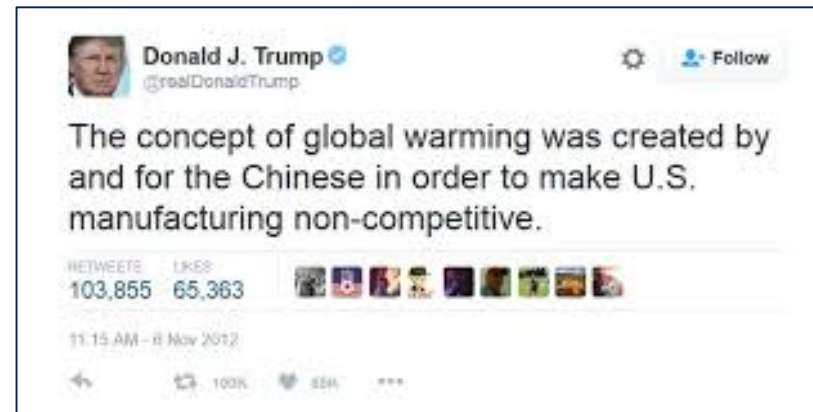 Donald J. Trump
@realDonaldTrump
Follow
The concept of global warming was created by
and for the Chinese in order to make U.S.
manufacturing non-competitive.
RETWEETS LIKES
103,855 65,363
11:15 AM - 6 Nov 2012
100K 65K